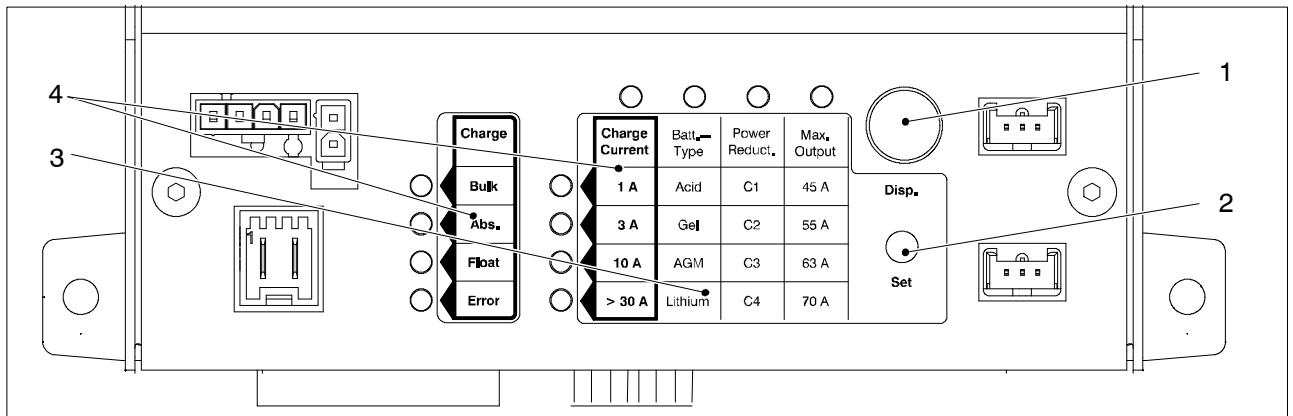 1
4
Charge
Charge Current
Batt.— Type
Power Reduct.
Max. Output
3
Bulk
1 A
Acid
C1
45 A
Disp.
2
Abs.
3 A
Gel
C2
55 A
1
Float
10 A
AGM
C3
63 A
Set
Error
> 30 A
Lithium
C4
70 A